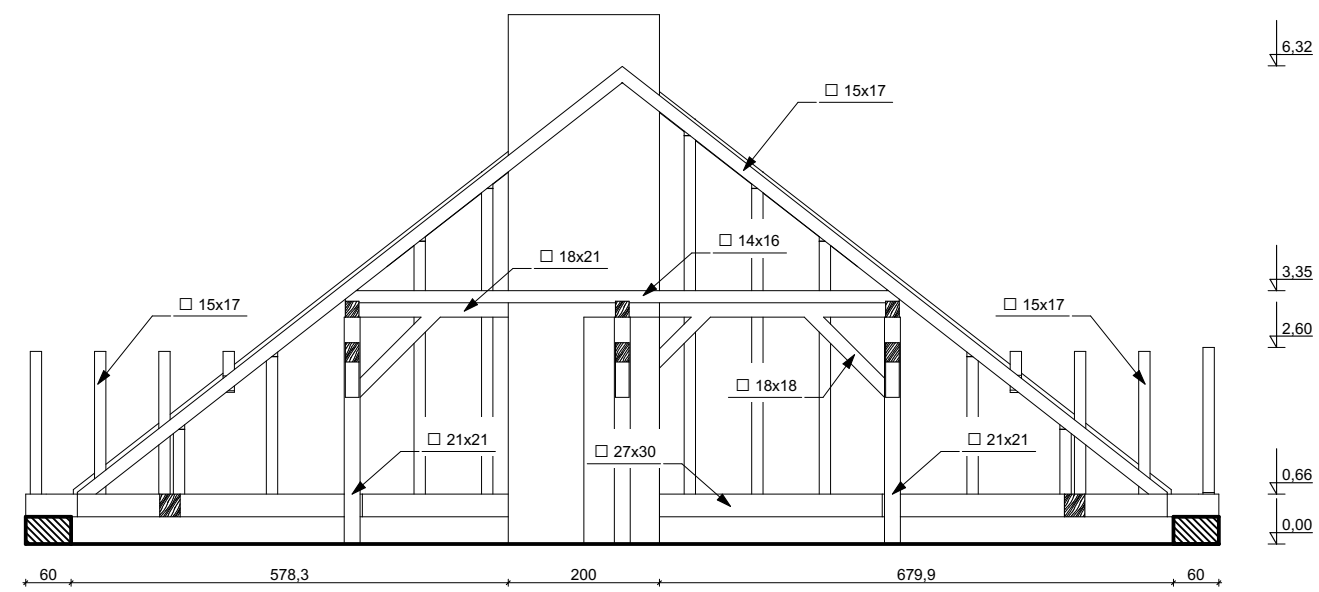 6,32
□ 15x17
□ 14x16
□ 18x21
3,35
□ 15x17
□ 15x17
2,60
□ 18x18
□ 21x21
□ 21x21
□ 27x30
0,66
0,00
60
578,3
200
679,9
60